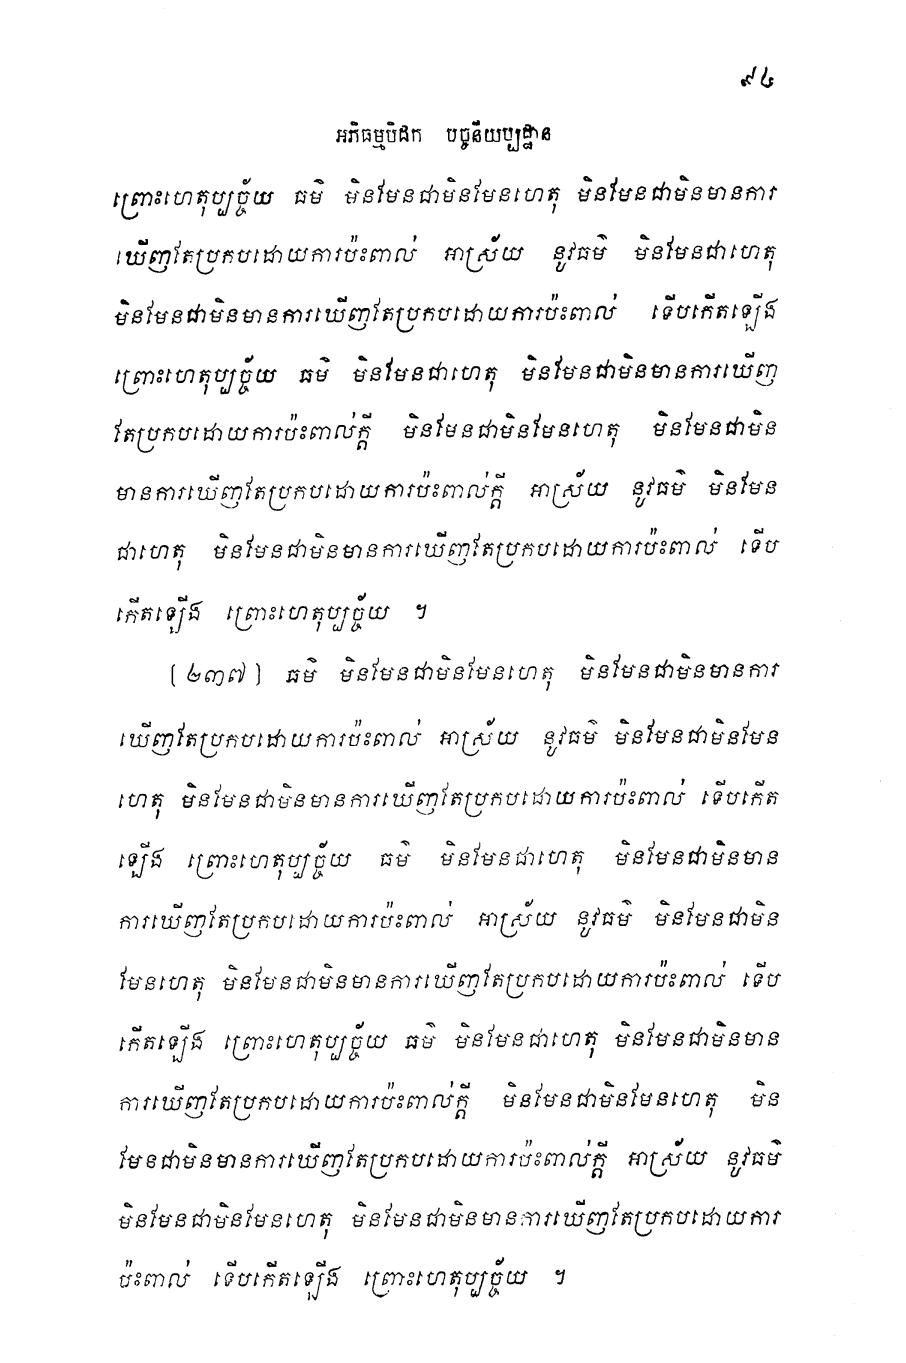 ៩៤
អភិធម្មបិដក បច្ចនីយប្បដ្ឋាន
ព្រោះហេតុប្បច្ច័យ ធម៌ មិនមែនជាមិនមែនហេតុ មិនមែនជាមិនមានការ
ឃើញតែប្រកបដោយការប៉ះពាល់ អាស្រ័យ នូវធម៌ មិនមែនជាហេតុ
មិនមែនជាមិនមានការឃើញតែប្រកបដោយការប៉ះពាល់ ទើបកើតឡើង
ព្រោះហេតុប្បច្ច័យ ធម៌ មិនមែនជាហេតុ មិនមែនជាមិនមានការឃើញ
តែប្រកបដោយការប៉ះពាល់ក្តី មិនមែនជាមិនមែនហេតុ មិនមែនជាមិន
មានការឃើញតែប្រកបដោយការប៉ះពាល់ក្តី អាស្រ័យ នូវធម៌ មិនមែន
ជាហេតុ មិនមែនជាមិនមានការឃើញតែប្រកបដោយការប៉ះពាល់ ទើប
កើតឡើង ព្រោះហេតុប្បច្ច័យ ។
[២៣៧] ធម៌ មិនមែនជាមិនមែនហេតុ មិនមែនជាមិនមានការ
ឃើញតែប្រកបដោយការប៉ះពាល់ អាស្រ័យ នូវធម៌ មិនមែនជាមិនមែន
ហេតុ មិនមែនជាមិនមានការឃើញតែប្រកបដោយការប៉ះពាល់ ទើបកើត
ឡើង ព្រោះហេតុប្បច្ច័យ ធម៌ មិនមែនជាហេតុ មិនមែនជាមិនមាន
ការឃើញតែប្រកបដោយការប៉ះពាល់ អាស្រ័យ នូវធម៌ មិនមែនជាមិន
មែនហេតុ មិនមែនជាមិនមានការឃើញតែប្រកបដោយការប៉ះពាល់ ទើប
កើតឡើង ព្រោះហេតុប្បច្ច័យ ធម៌ មិនមែនជាហេតុ មិនមែនជាមិនមាន
ការឃើញតែប្រកបដោយការប៉ះពាល់ក្តី មិនមែនជាមិនមែនហេតុ មិន
មែនជាមិនមានការឃើញតែប្រកបដោយការប៉ះពាល់ក្តី អាស្រ័យ នូវធម៌
មិនមែនជាមិនមែនហេតុ មិនមែនជាមិនមានការឃើញតែប្រកបដោយការ
ប៉ះពាល់ ទើបកើតឡើង ព្រោះហេតុប្បច្ច័យ ។